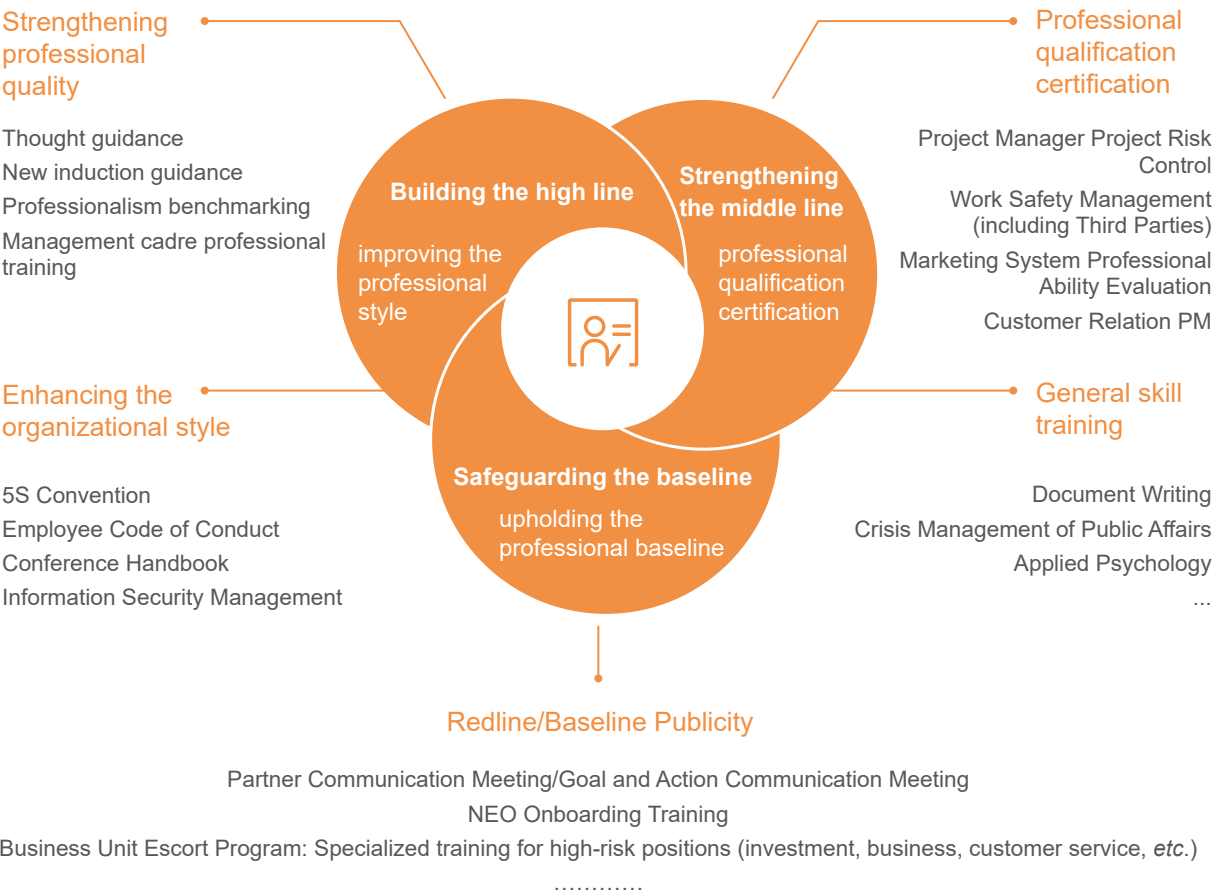 Strengthening
professional
quality
Thought guidance
New induction guidance
Professionalism benchmarking
Management cadre professional
training
Professional
qualification
certification
Project Manager Project Risk
Control
Work Safety Management
(including Third Parties)
Marketing System Professional
Ability Evaluation
Customer Relation PM
Building the high line
improving the
professional
style
Strengthening
the middle line
professional
qualification
certification
Safeguarding the baseline
upholding the
professional baseline
Enhancing the
organizational style
5S Convention
Employee Code of Conduct
Conference Handbook
Information Security Management
General skill
training
Document Writing
Crisis Management of Public Affairs
Applied Psychology
...
Redline/Baseline Publicity
Partner Communication Meeting/Goal and Action Communication Meeting
NEO Onboarding Training
Business Unit Escort Program: Specialized training for high-risk positions (investment, business, customer service, etc.)
............